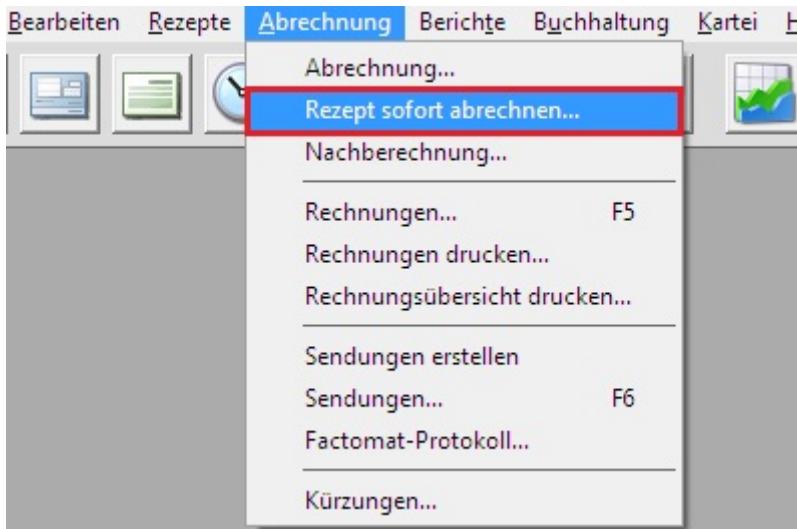 Bearbeiten Rezepte Abrechnung Berichte Buchhaltung Kartei H
Abrechnung...
Rezept sofort abrechnen...
Nachberechnung...
Rechnungen... F5
Rechnungen drucken...
Rechnungsübersicht drucken...
Sendungen erstellen
Sendungen... F6
Factomat-Protokoll...
Kürzungen...